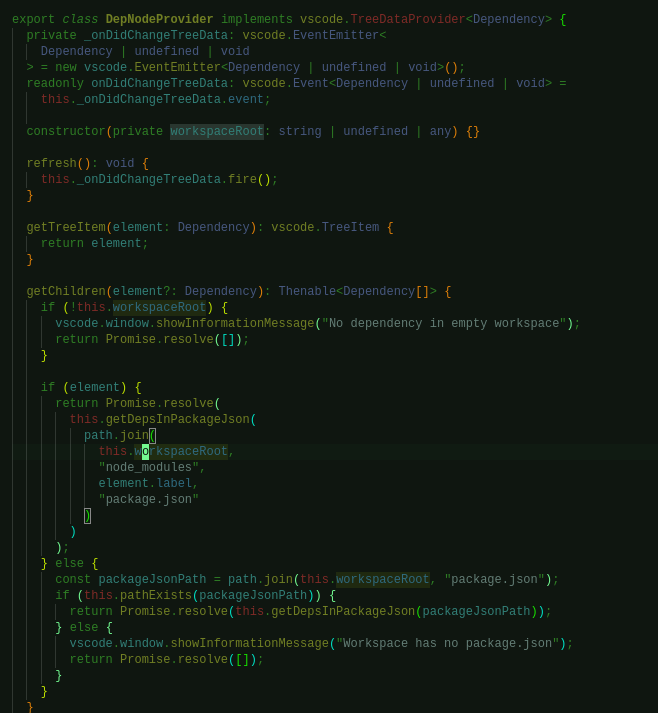 export class DepNodeProvider implements vscode.TreeDataProvider<Dependency> {
private _onDidChangeTreeData: vscode.EventEmitter<
Dependency | undefined | void
> = new vscode.EventEmitter<Dependency | undefined | void>();
readonly onDidChangeTreeData: vscode.Event<Dependency | undefined | void> =
this._onDidChangeTreeData.event;
constructor(private workspaceRoot: string | undefined | any) {}
refresh(): void {
this._onDidChangeTreeData.fire();
}
getTreeItem(element: Dependency): vscode.TreeItem {
return element;
}
getChildren(element?: Dependency): Thenable<Dependency[]> {
if (!this.workspaceRoot) {
vscode.window.showInformationMessage("No dependency in empty workspace");
return Promise.resolve([]);
}
if (element) {
return Promise.resolve(
this.getDepsInPackageJson(
path.join(
this.workspaceRoot,
"node_modules",
element.label,
"package.json"
)
)
);
} else {
const packageJsonPath = path.join(this.workspaceRoot, "package.json");
if (this.pathExists(packageJsonPath)) {
return Promise.resolve(this.getDepsInPackageJson(packageJsonPath));
} else {
vscode.window.showInformationMessage("Workspace has no package.json");
return Promise.resolve([]);
}
}
}